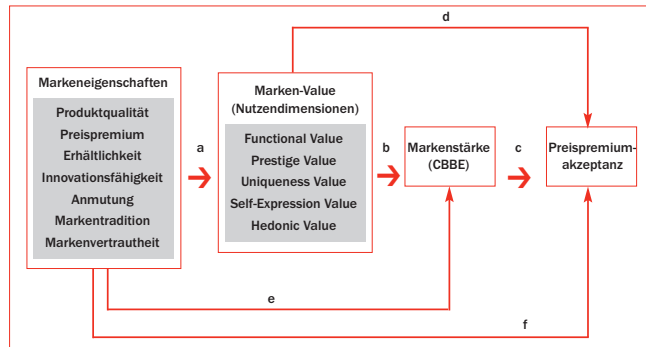 d
Markeneigenschaften
Produktqualität
Preispremium
Erhältlichkeit
Innovationsfähigkeit
Anmutung
Markentradition
Markenvertrautheit
a
Marken-Value
(Nutzendimensionen)
Functional Value
Prestige Value
Uniqueness Value
Self-Expression Value
Hedonic Value
b
Markenstärke
(CBBE)
c
Preispremium-
akzeptanz
e
f